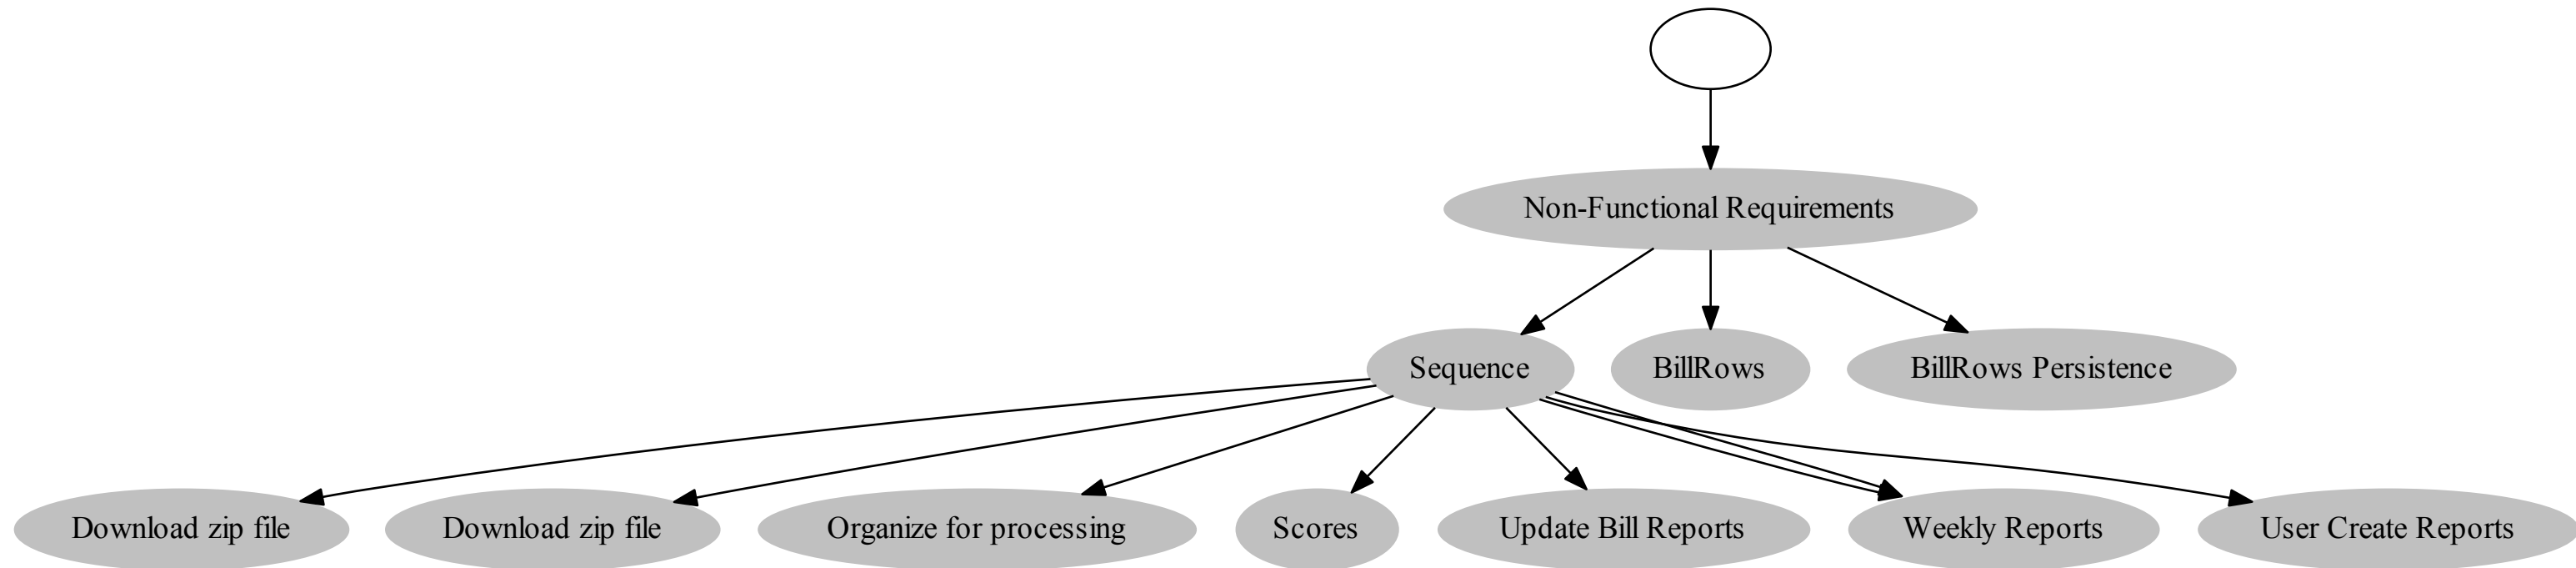 Non-Functional Requirements
Sequence
BillRows
BillRows Persistence
Download zip file
Download zip file
Organize for processing
Scores
Update Bill Reports
Weekly Reports
User Create Reports